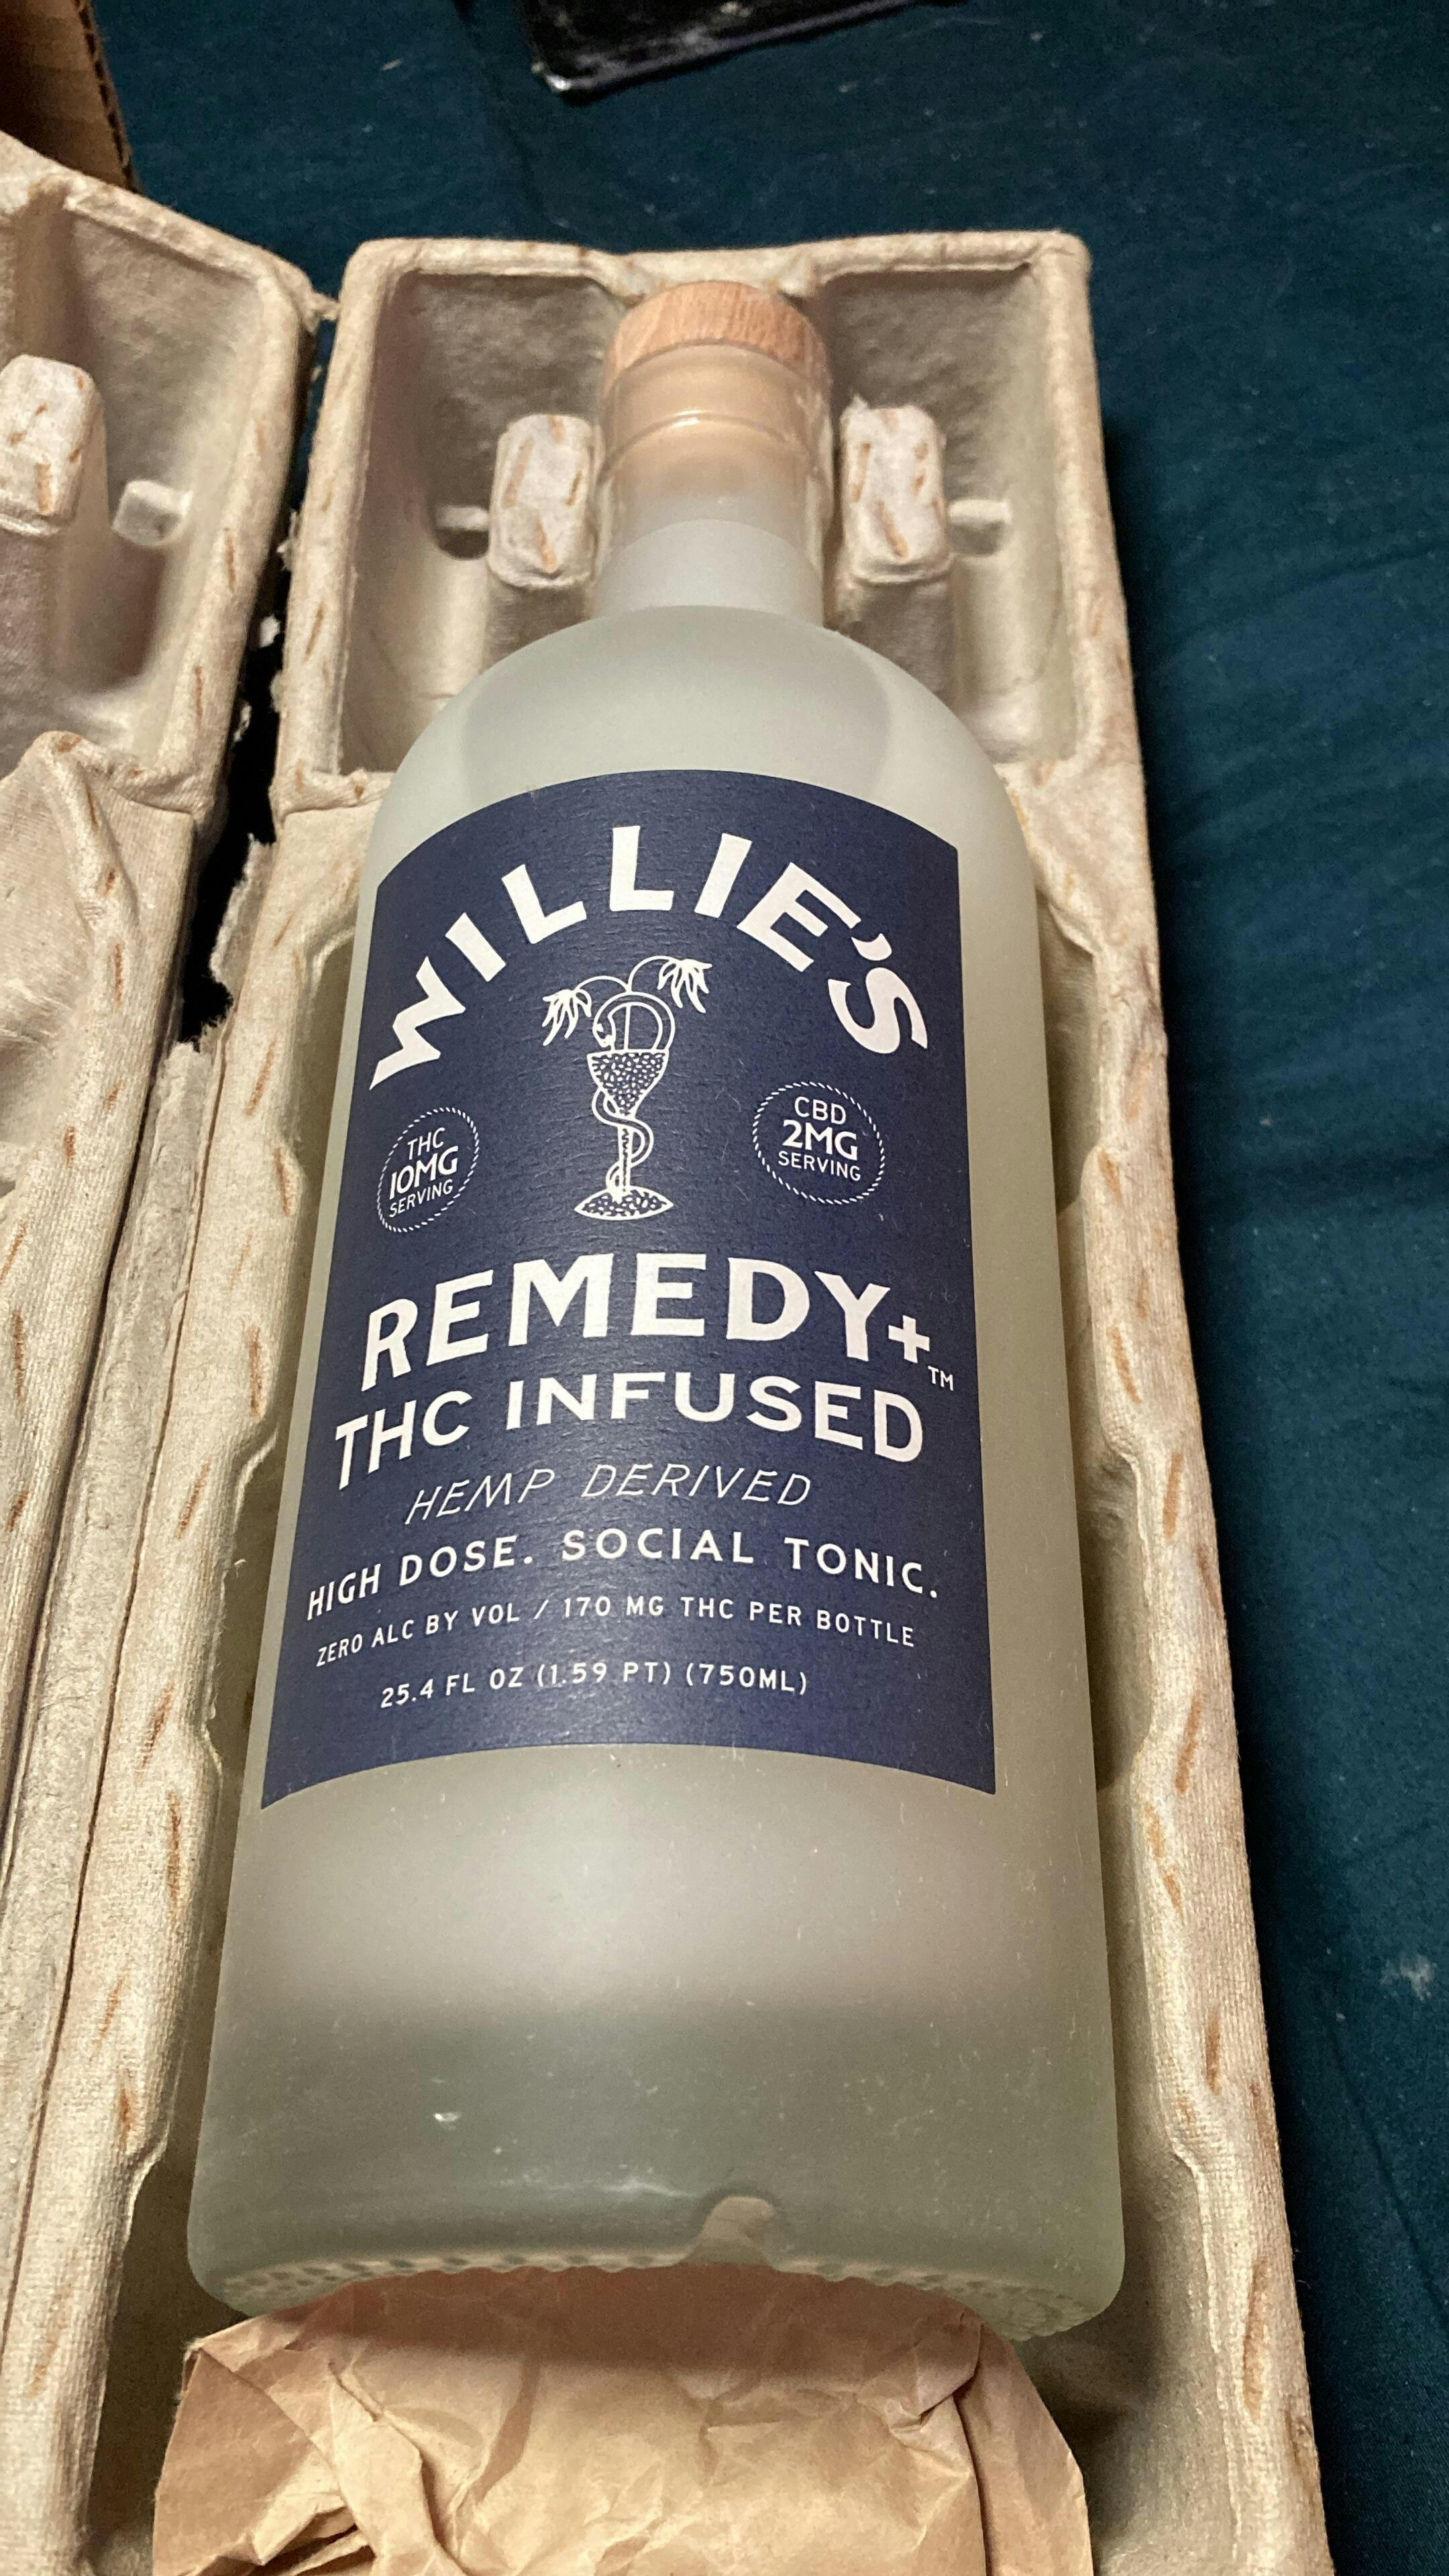 WILLIE'S
THC
10MG
SERVING
CBD
2MG
SERVING
REMEDY+™
THC INFUSED
HEMP DERIVED
HIGH DOSE. SOCIAL TONIC.
ZERO ALC BY VOL / 170 MG THC PER BOTTLE
25.4 FL OZ (1.59 PT) (750ML)